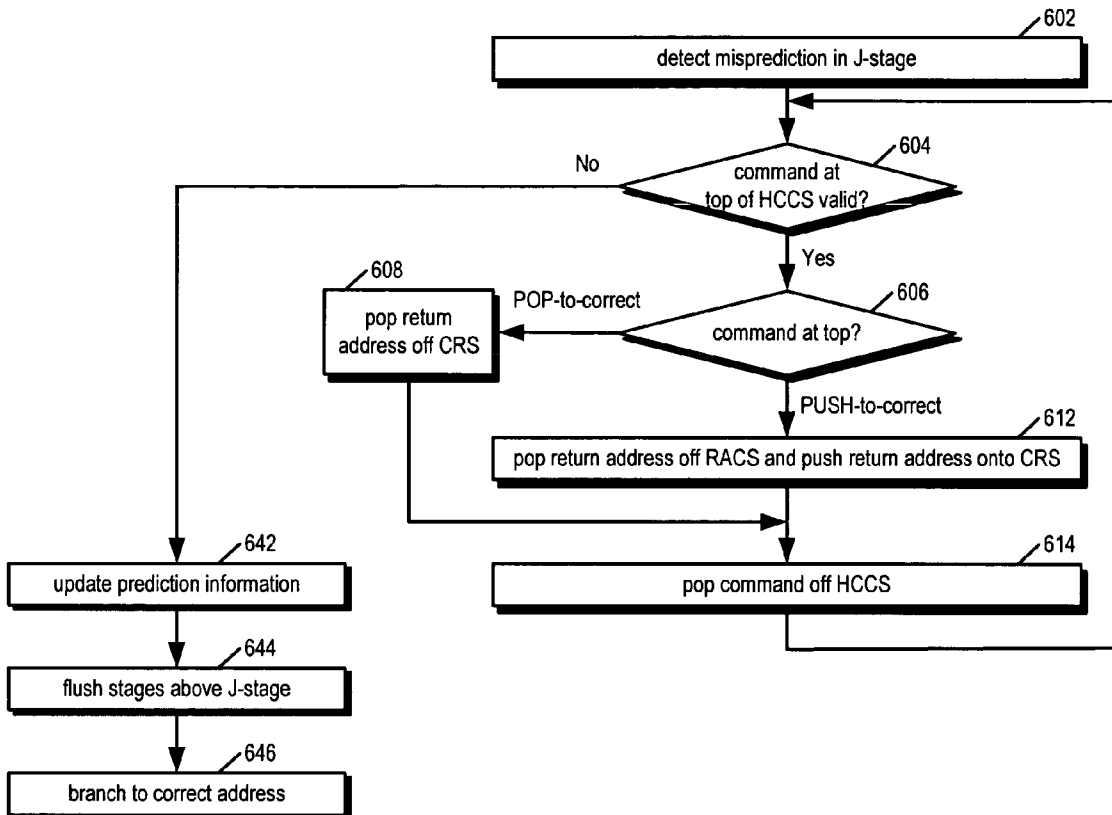 602
detect misprediction in J-stage
604
No
command at
top of HCCS valid?
Yes
608
606
POP-to-correct
pop return
address off CRS
command at top?
PUSH-to-correct
612
pop return address off RACS and push return address onto CRS
642
614
update prediction information
pop command off HCCS
644
flush stages above J-stage
646
branch to correct address